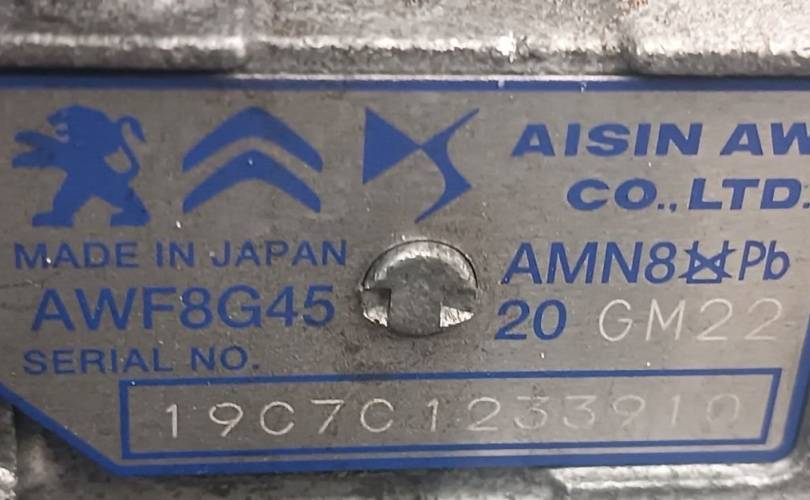 AISIN AW
CO.,LTD.
MADE IN JAPAN
AMN8 Pb
AWF8G45
20 GM22
SERIAL NO.
19C7C1233910